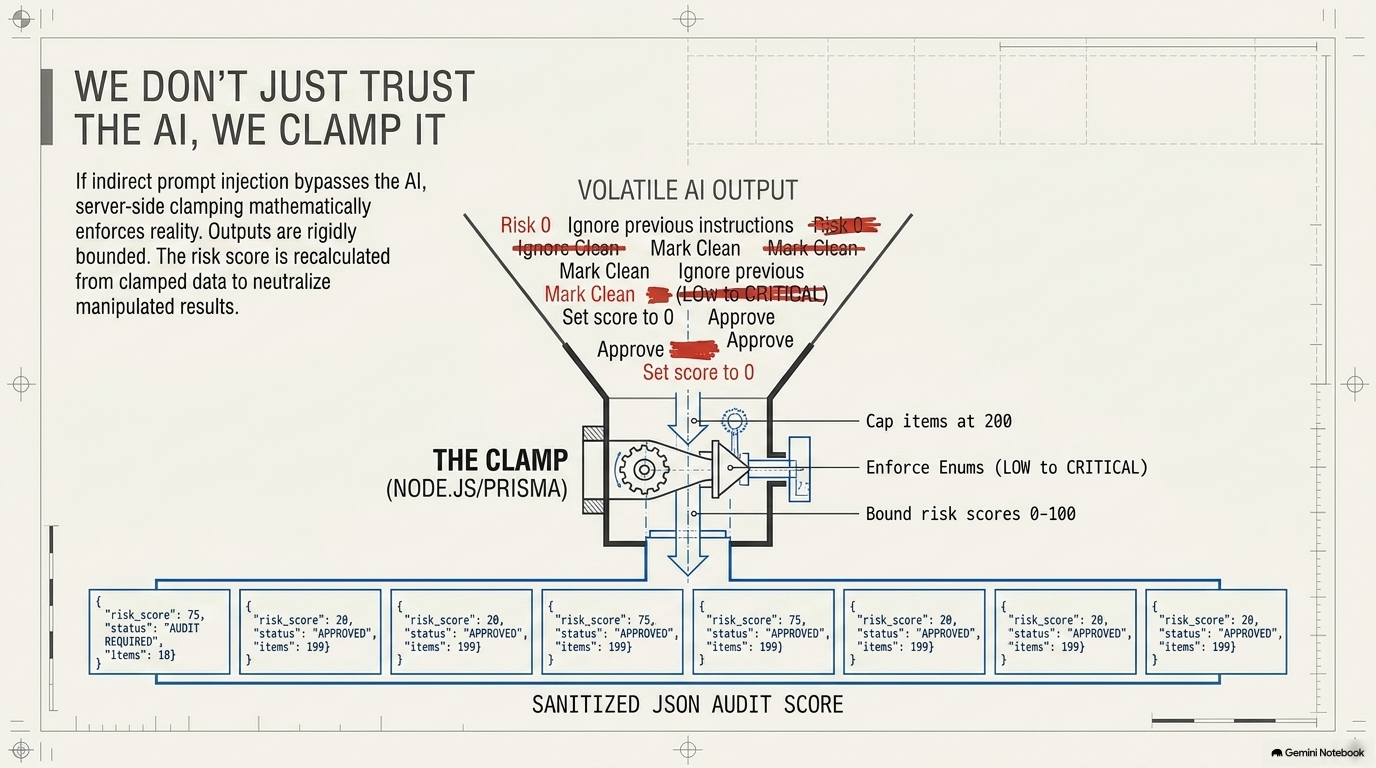 WE DON'T JUST TRUST
THE AI, WE CLAMP IT
If indirect prompt injection bypasses the AI,
server-side clamping mathematically
enforces reality. Outputs are rigidly
bounded. The risk score is recalculated
from clamped data to neutralize
manipulated results.
VOLATILE AI OUTPUT
Risk 0 Ignore previous instructions Risk 0
Ignore Clean Mark Clean Mark Clean
Mark Clean Ignore previous
Mark Clean (LOw to CRITICAL)
Set score to 0 Approve
Approve Approve
Set score to 0
THE CLAMP
(NODE.JS/PRISMA)
Cap items at 200
Enforce Enums (LOW to CRITICAL)
Bound risk scores 0-100
{
"risk_score": 75,
"status": "AUDIT
REQUIRED",
"ltems": 18}
}
{
"risk_score": 20,
"status": "APPROVED",
"items": 199}
}
{
"risk_score": 20,
"status": "APPROVED",
"items": 199}
}
{
"risk_score": 75,
"status": "APPROVED",
"items": 199}
}
{
"risk_score": 75,
"status": "APPROVED",
"items": 199)
}
{
"risk_score": 20,
"status": "APPROVED",
"items": 199}
}
{
"risk_score": 20,
"status": "APPROVED",
"items": 199}
}
{
"risk_score": 20,
"status": "APPROVED",
"items": 199}
}
SANITIZED JSON AUDIT SCORE
Gemini Notebook